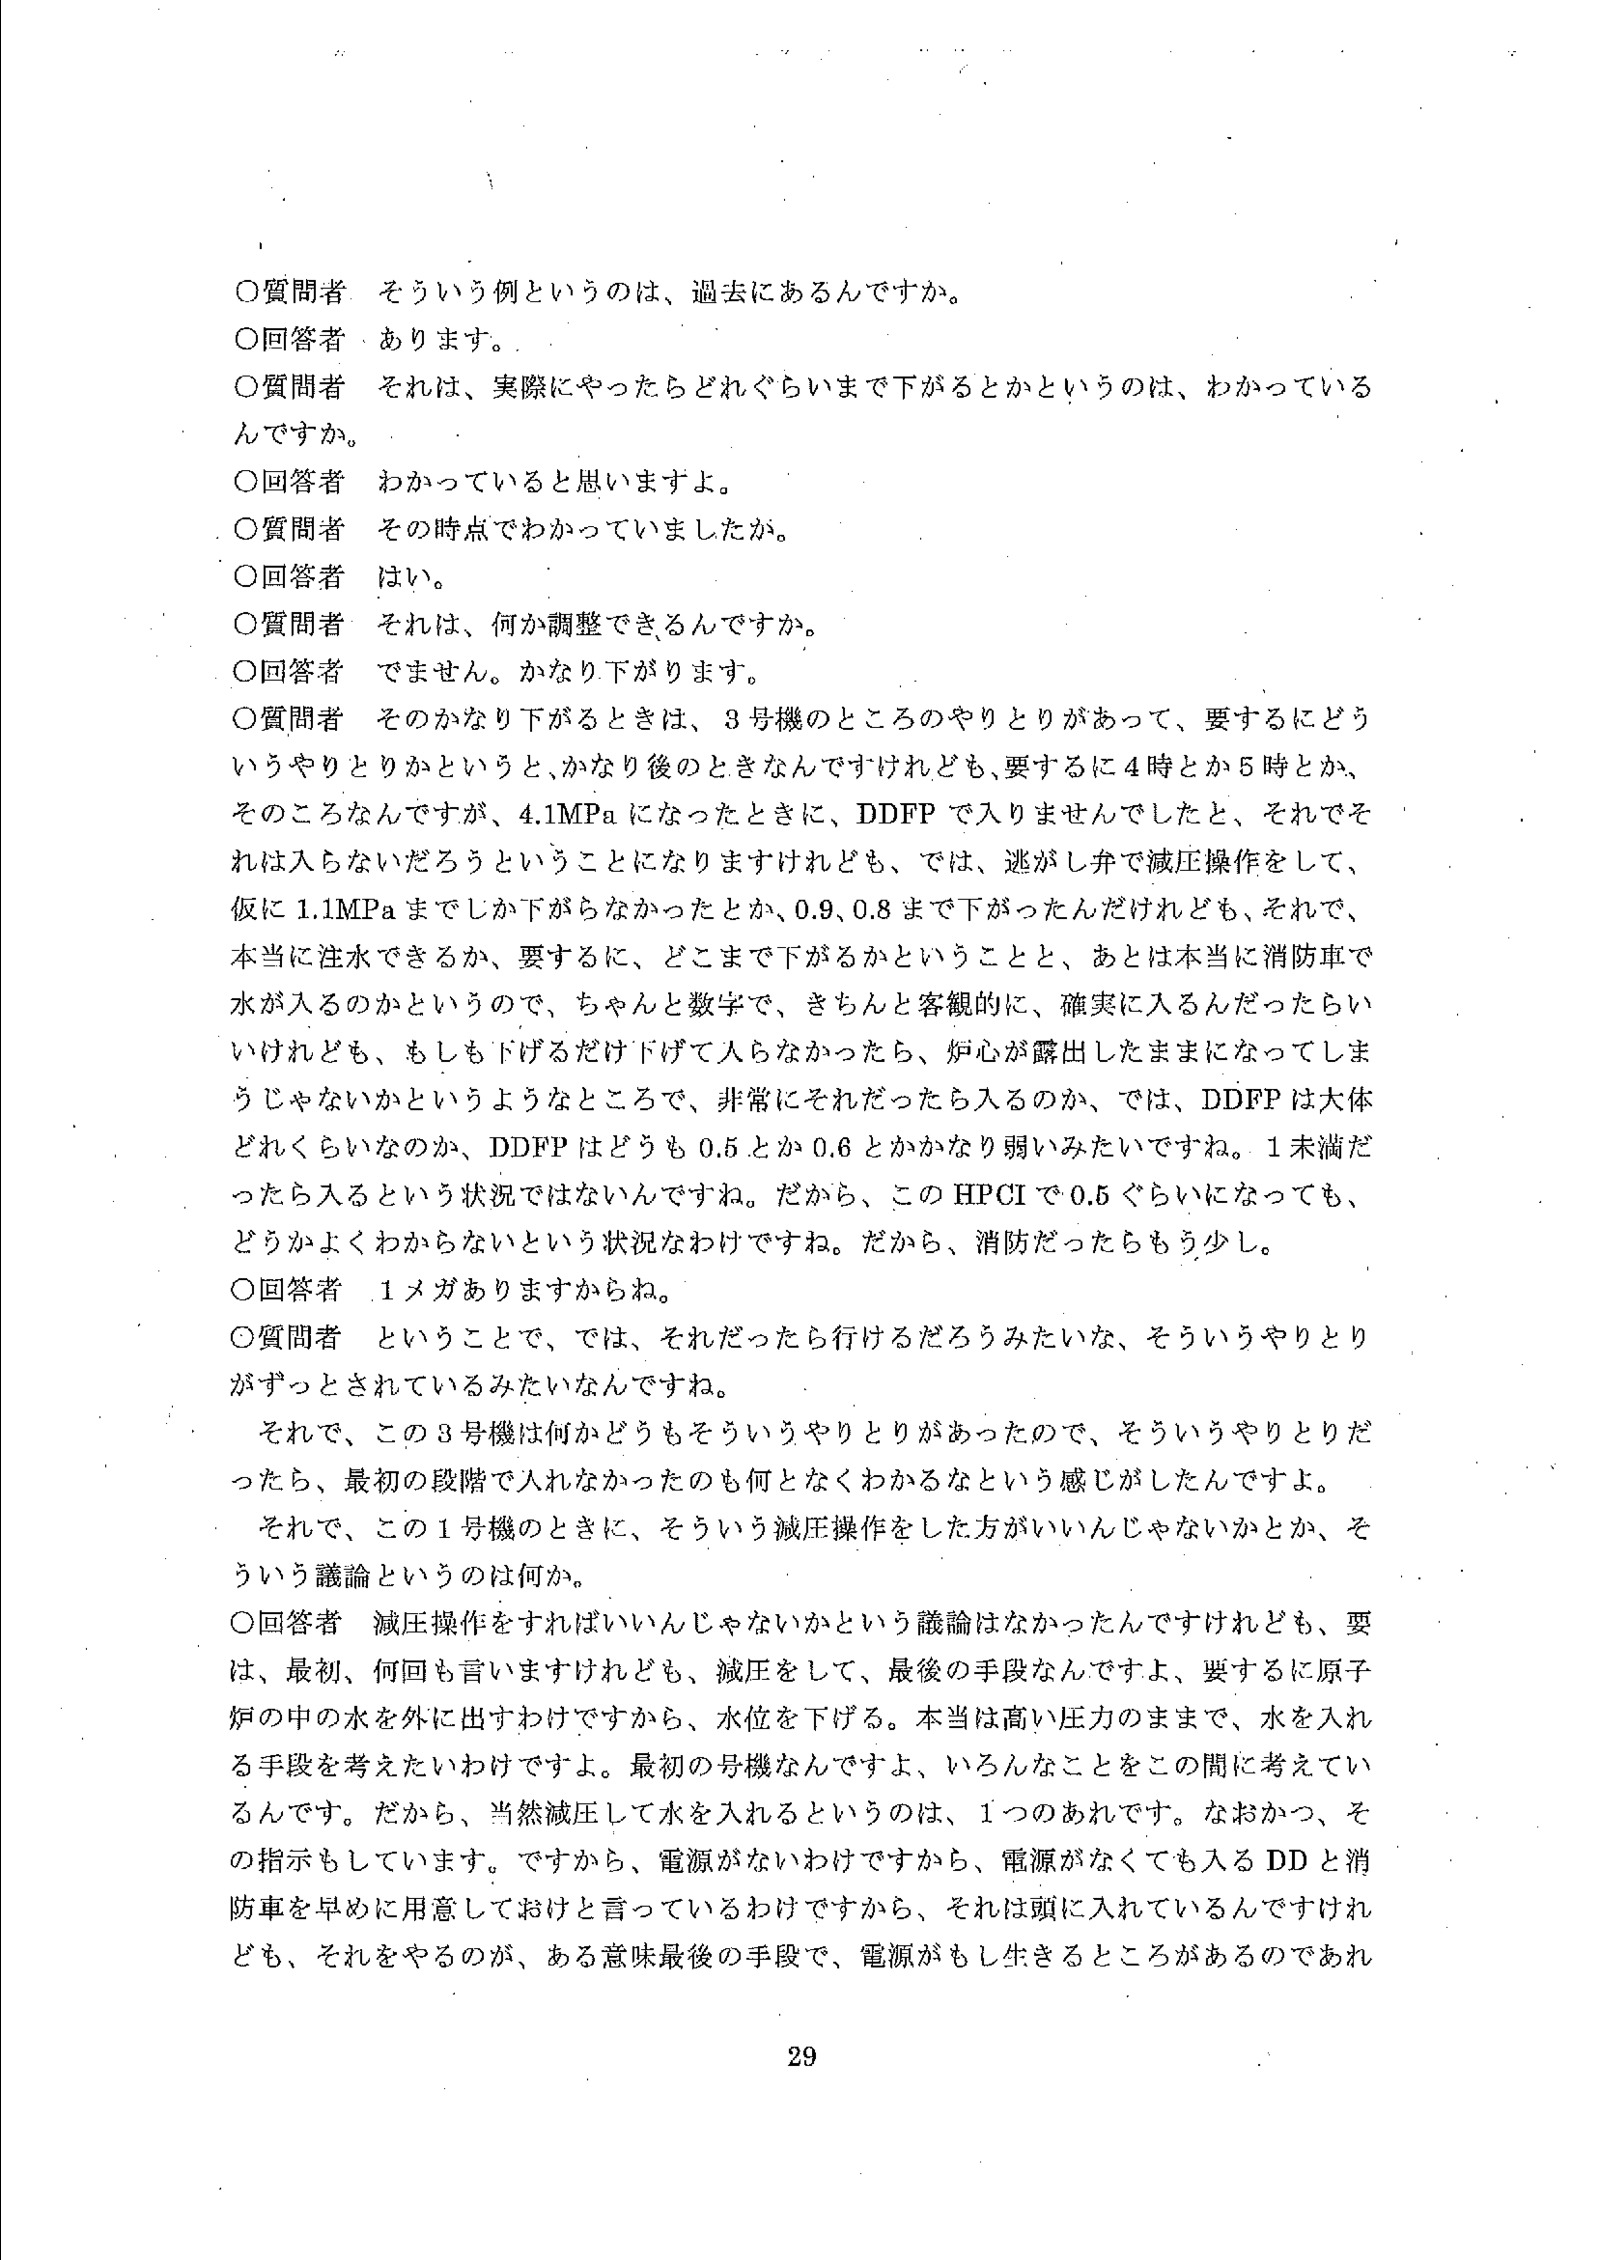 ○質問者　そういう例というのは、過去にあるんですか。
○回答者　あります。
○質問者　それは、実際にやったらどれぐらいまで下がるとかというのは、わかっている
んですか。
○回答者　わかっていると思いますよ。
○質問者　その時点でわかっていましたか。
○回答者　はい。
○質問者　それは、何か調整できるんですか。
○回答者　でません。かなり下がります。
○質問者　そのかなり下がるときは、3号機のところのやりとりがあって、要するにどう
いうやりとりかというと、かなり後のときなんですけれども、要するに4時とか5時とか、
そのころなんですが、4.1MPaになったときに、DDFPで入りませんでしたと、それでそ
れは入らないだろうということになりますけれども、では、逃がし弁で減圧操作をして、
仮に1.1MPaまでしか下がらなかったとか、0.9、0.8まで下がったんだけれども、それで、
本当に注水できるか、要するに、どこまで下がるかということと、あとは本当に消防車で
水が入るのかというので、ちゃんと数字で、きちんと客観的に、確実に入るんだったらい
いけれども、もしも下げるだけ下げて入らなかったら、炉心が露出したままになってしま
うじゃないかというようなところで、非常にそれだったら入るのか、では、DDFPは大体
どれくらいなのか、DDFPはどうも0.5とか0.6とかかなり弱いみたいですね。1未満だ
ったら入るという状況ではないんですね。だから、このHPCIで0.5ぐらいになっても、
どうかよくわからないという状況なわけですね。だから、消防だったらもう少し。
○回答者　1メガありますからね。
○質問者　ということで、では、それだったら行けるだろうみたいな、そういうやりとり
がずっとされているみたいなんですね。
　それで、この3号機は何かどうもそういうやりとりがあったので、そういうやりとりだ
ったら、最初の段階で入れなかったのも何となくわかるなという感じがしたんですよ。
　それで、この1号機のときに、そういう減圧操作をした方がいいんじゃないかとか、そ
ういう議論というのは何か。
○回答者　減圧操作をすればいいんじゃないかという議論はなかったんですけれども、要
は、最初、何回も言いますけれども、減圧をして、最後の手段なんですよ、要するに原子
炉の中の水を外に出すわけですから、水位を下げる。本当は高い圧力のままで、水を入れ
る手段を考えたいわけですよ。最初の号機なんですよ、いろんなことをこの間に考えてい
るんです。だから、当然減圧して水を入れるというのは、1つのあれです。なおかつ、そ
の指示もしています。ですから、電源がないわけですから、電源がなくても入るDDと消
防車を早めに用意しておけと言っているわけですから、それは頭に入れているんですけれ
ども、それをやるのが、ある意味最後の手段で、電源がもし生きるところがあるのであれ
29